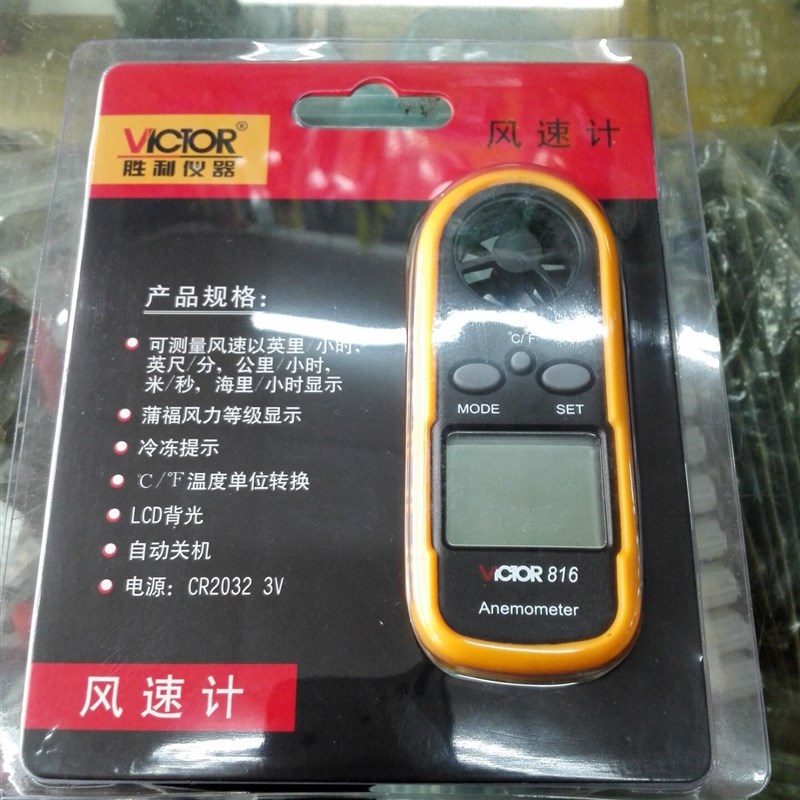 VICTOR®
胜利仪器
风速计
产品规格：
可测量风速以英里/小时，
英尺/分，公里/小时，
米/秒，海里/小时显示
蒲福风力等级显示
冷冻提示
℃/℉温度单位转换
LCD背光
自动关机
电源：CR2032 3V
风速计
℃/℉
MODE
SET
VICTOR 816
Anemometer